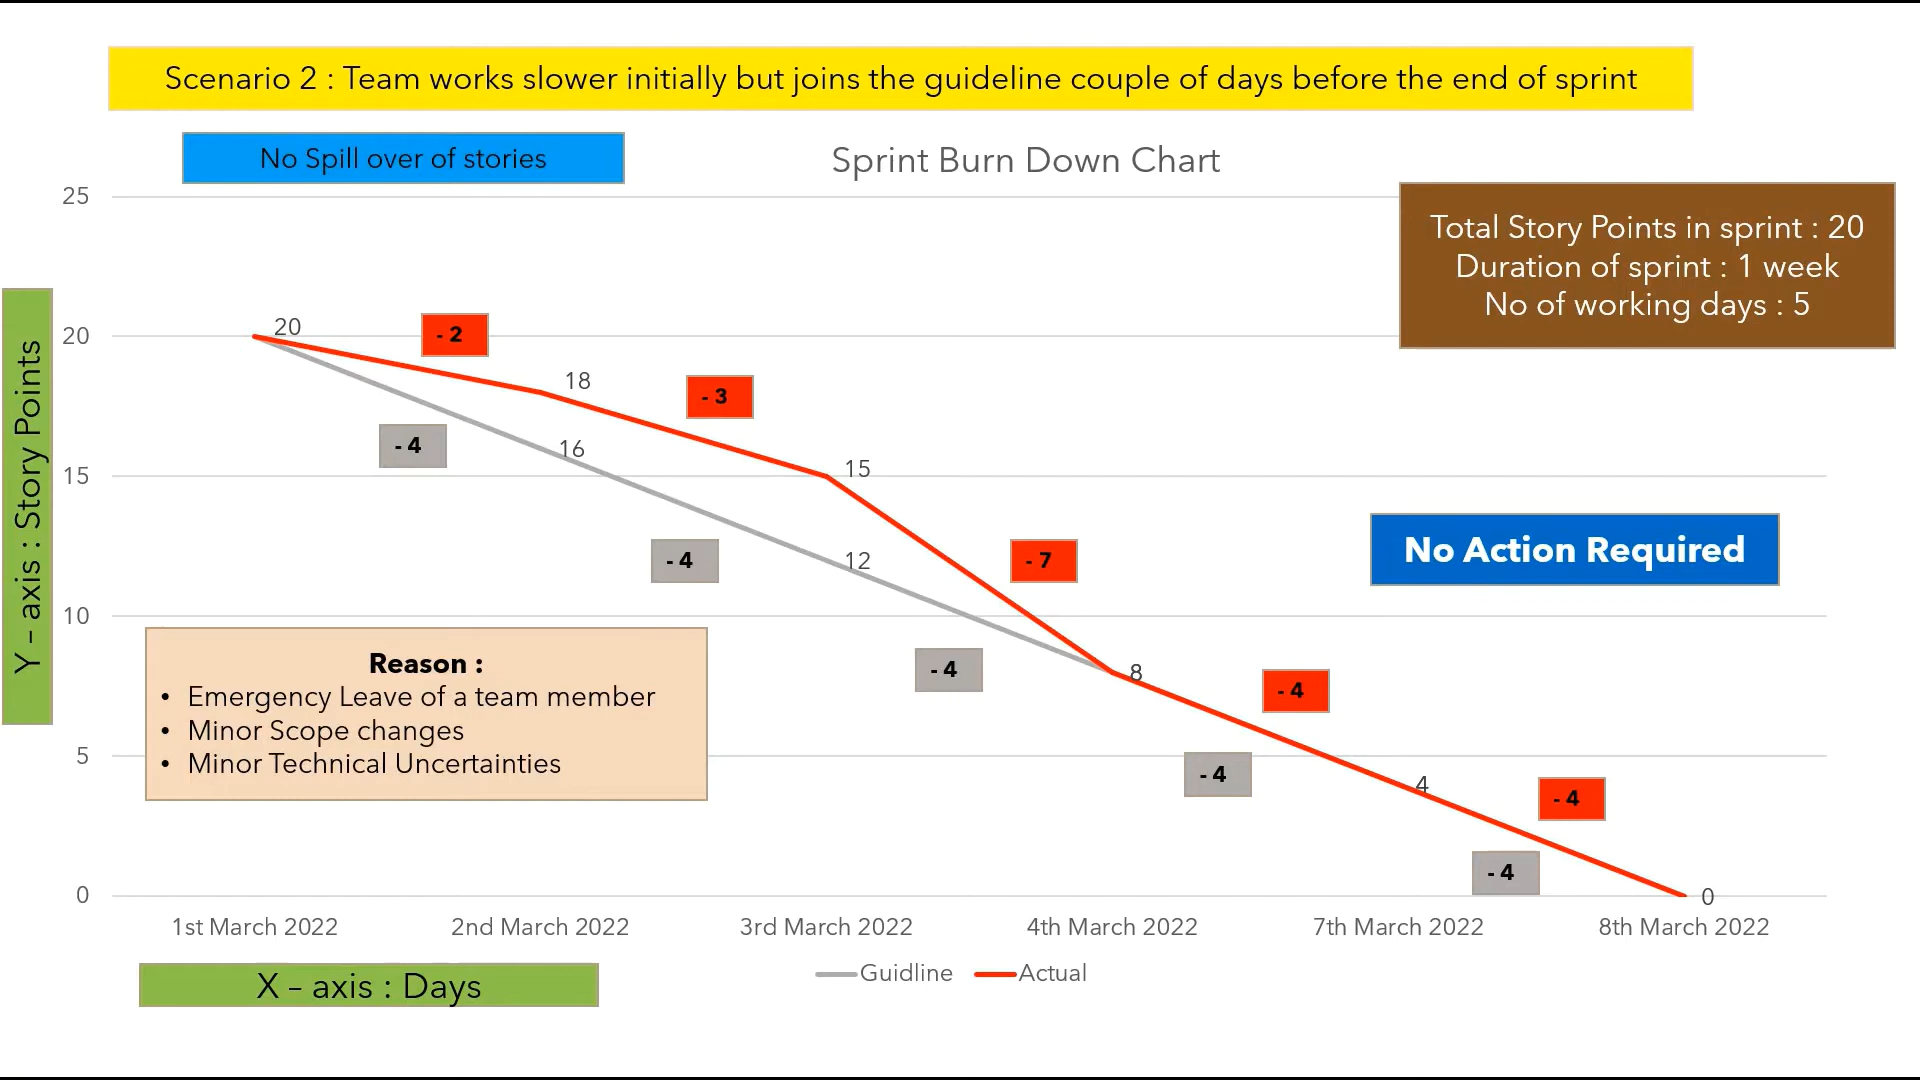 Scenario 2 : Team works slower initially but joins the guideline couple of days before the end of sprint
No Spill over of stories
Sprint Burn Down Chart
Total Story Points in sprint : 20
Duration of sprint : 1 week
No of working days : 5
Y – axis : Story Points
25
20
15
10
5
0
20
- 2
18
- 3
- 4
16
15
- 4
12
- 7
No Action Required
- 4
8
- 4
- 4
4
- 4
- 4
0
Reason :
• Emergency Leave of a team member
• Minor Scope changes
• Minor Technical Uncertainties
1st March 2022
2nd March 2022
3rd March 2022
4th March 2022
7th March 2022
8th March 2022
Guidline
Actual
X – axis : Days